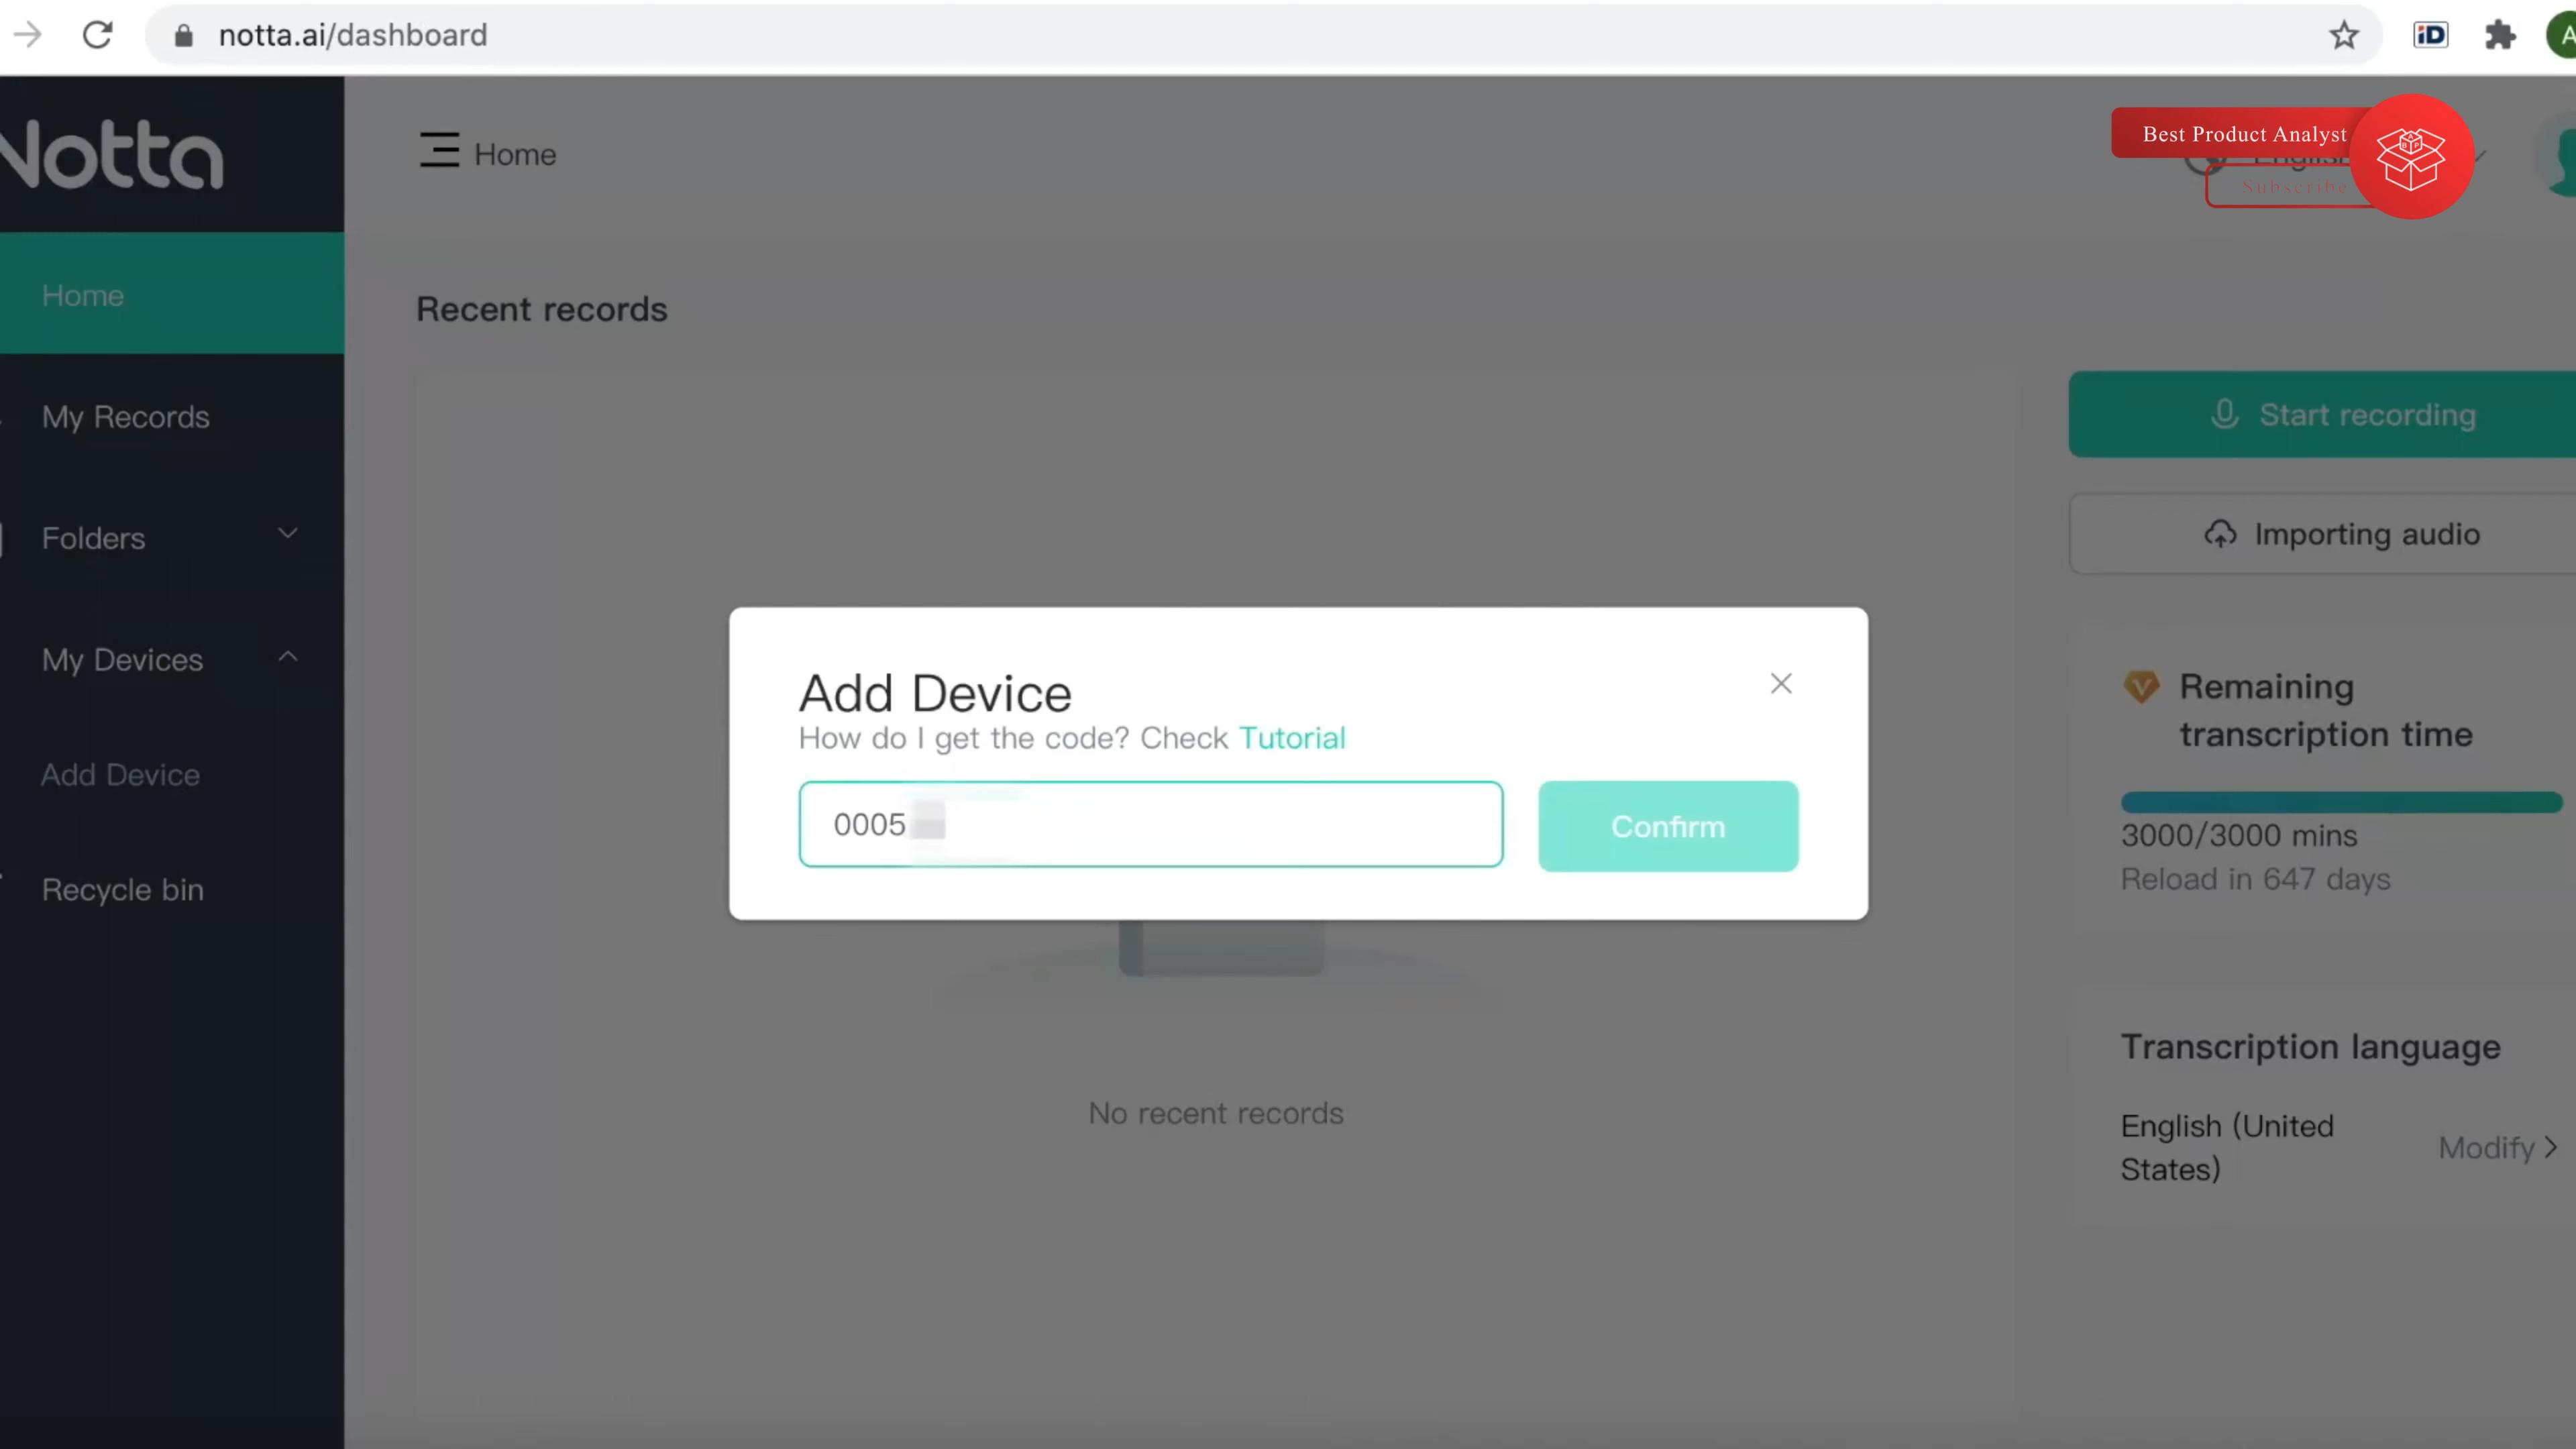 notta.ai/dashboard
iD
A
Notta
Home
Best Product Analyst
Subscribe
Home
Recent records
My Records
Start recording
Folders
Importing audio
My Devices
Add Device
Remaining
transcription time
How do I get the code? Check Tutorial
Add Device
0005
Confirm
3000/3000 mins
Recycle bin
Reload in 647 days
Transcription language
No recent records
English (United
States)
Modify